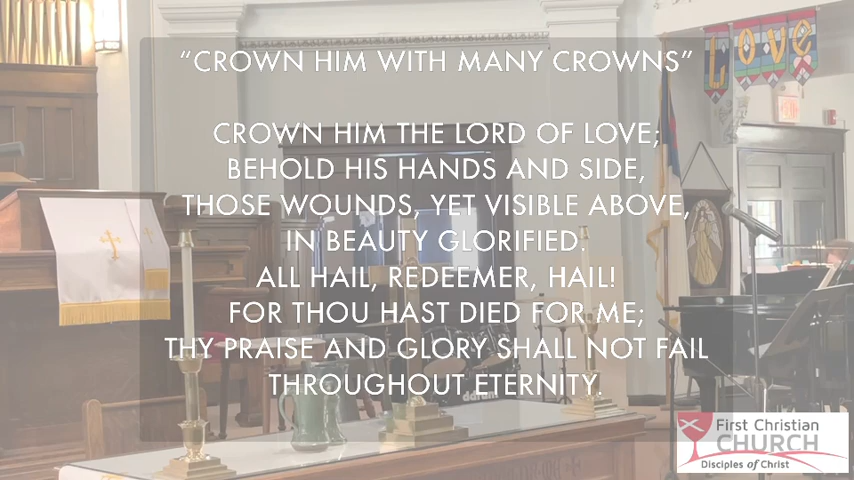 “CROWN HIM WITH MANY CROWNS”
CROWN HIM THE LORD OF LOVE;
BEHOLD HIS HANDS AND SIDE,
THOSE WOUNDS, YET VISIBLE ABOVE,
IN BEAUTY GLORIFIED.
ALL HAIL, REDEEMER, HAIL!
FOR THOU HAST DIED FOR ME;
THY PRAISE AND GLORY SHALL NOT FAIL
THROUGHOUT ETERNITY.
Love
EXIT
First Christian
CHURCH
Disciples of Christ